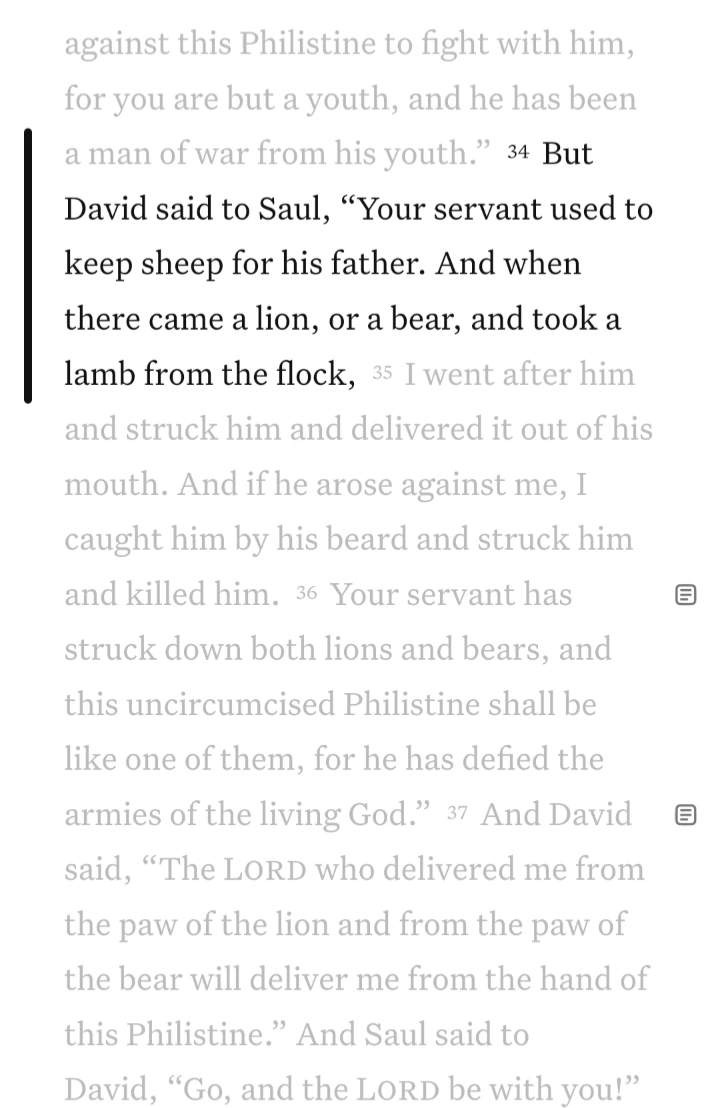 against this Philistine to fight with him,
for you are but a youth, and he has been
a man of war from his youth.” 34 But
David said to Saul, “Your servant used to
keep sheep for his father. And when
there came a lion, or a bear, and took a
lamb from the flock, 35 I went after him
and struck him and delivered it out of his
mouth. And if he arose against me, I
caught him by his beard and struck him
and killed him. 36 Your servant has
struck down both lions and bears, and
this uncircumcised Philistine shall be
like one of them, for he has defied the
armies of the living God.” 37 And David
said, “The LORD who delivered me from
the paw of the lion and from the paw of
the bear will deliver me from the hand of
this Philistine.” And Saul said to
David, “Go, and the LORD be with you!”